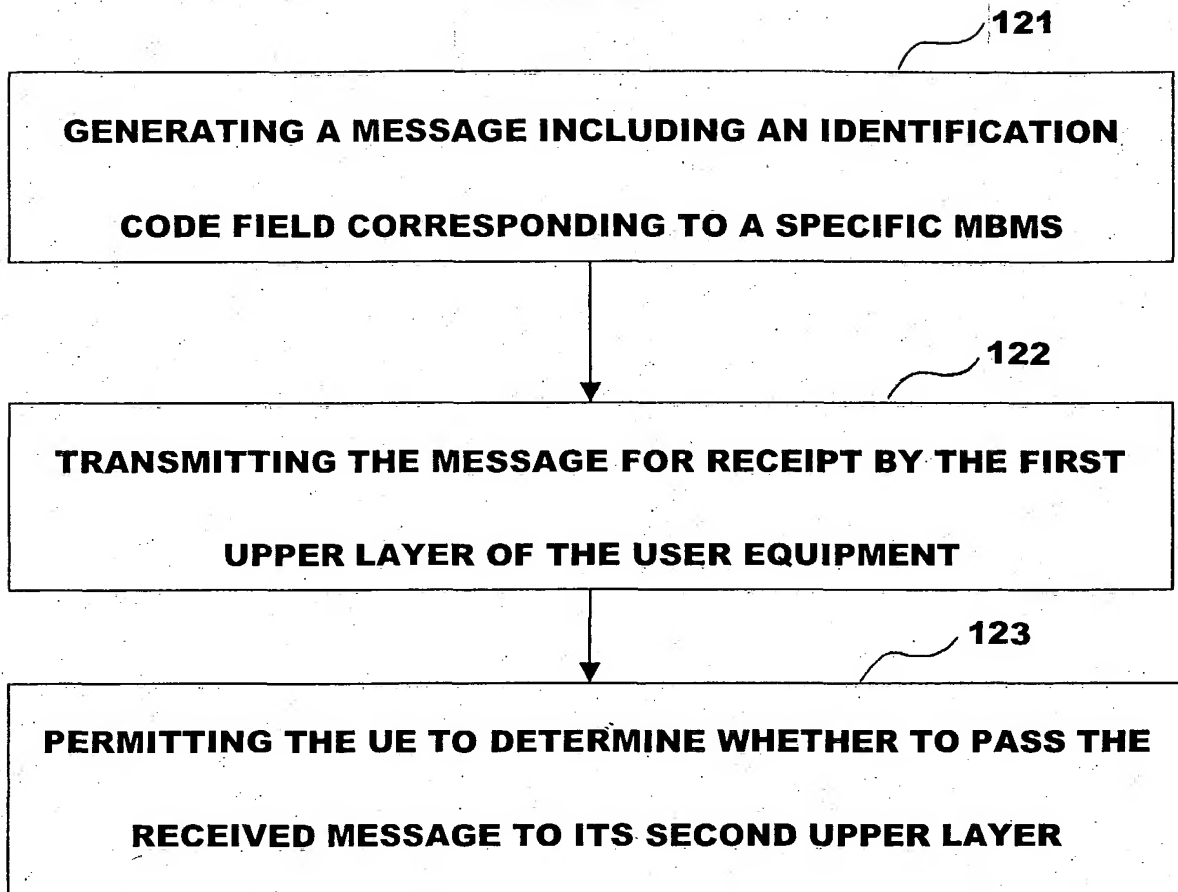 121
GENERATING A MESSAGE INCLUDING AN IDENTIFICATION
CODE FIELD CORRESPONDING TO A SPECIFIC MBMS
122
TRANSMITTING THE MESSAGE FOR RECEIPT BY THE FIRST
UPPER LAYER OF THE USER EQUIPMENT
123
PERMITTING THE UE TO DETERMINE WHETHER TO PASS THE
RECEIVED MESSAGE TO ITS SECOND UPPER LAYER